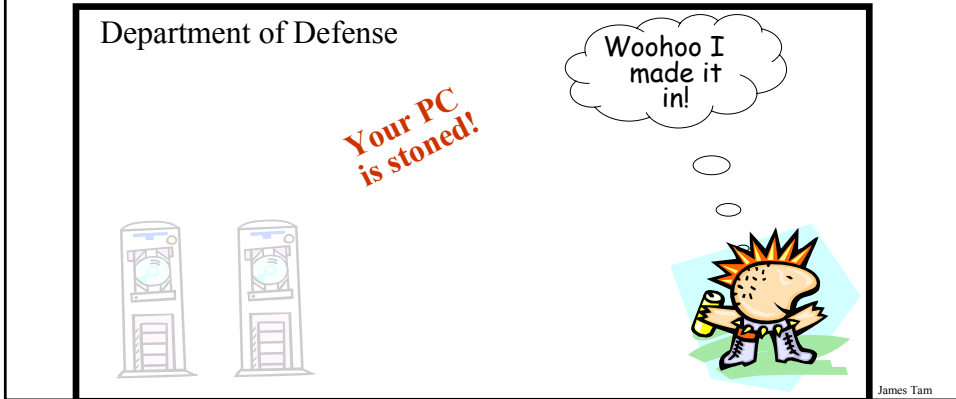 Department of Defense
Woohoo I
made it
in!
Your PC
is stoned!
James Tam